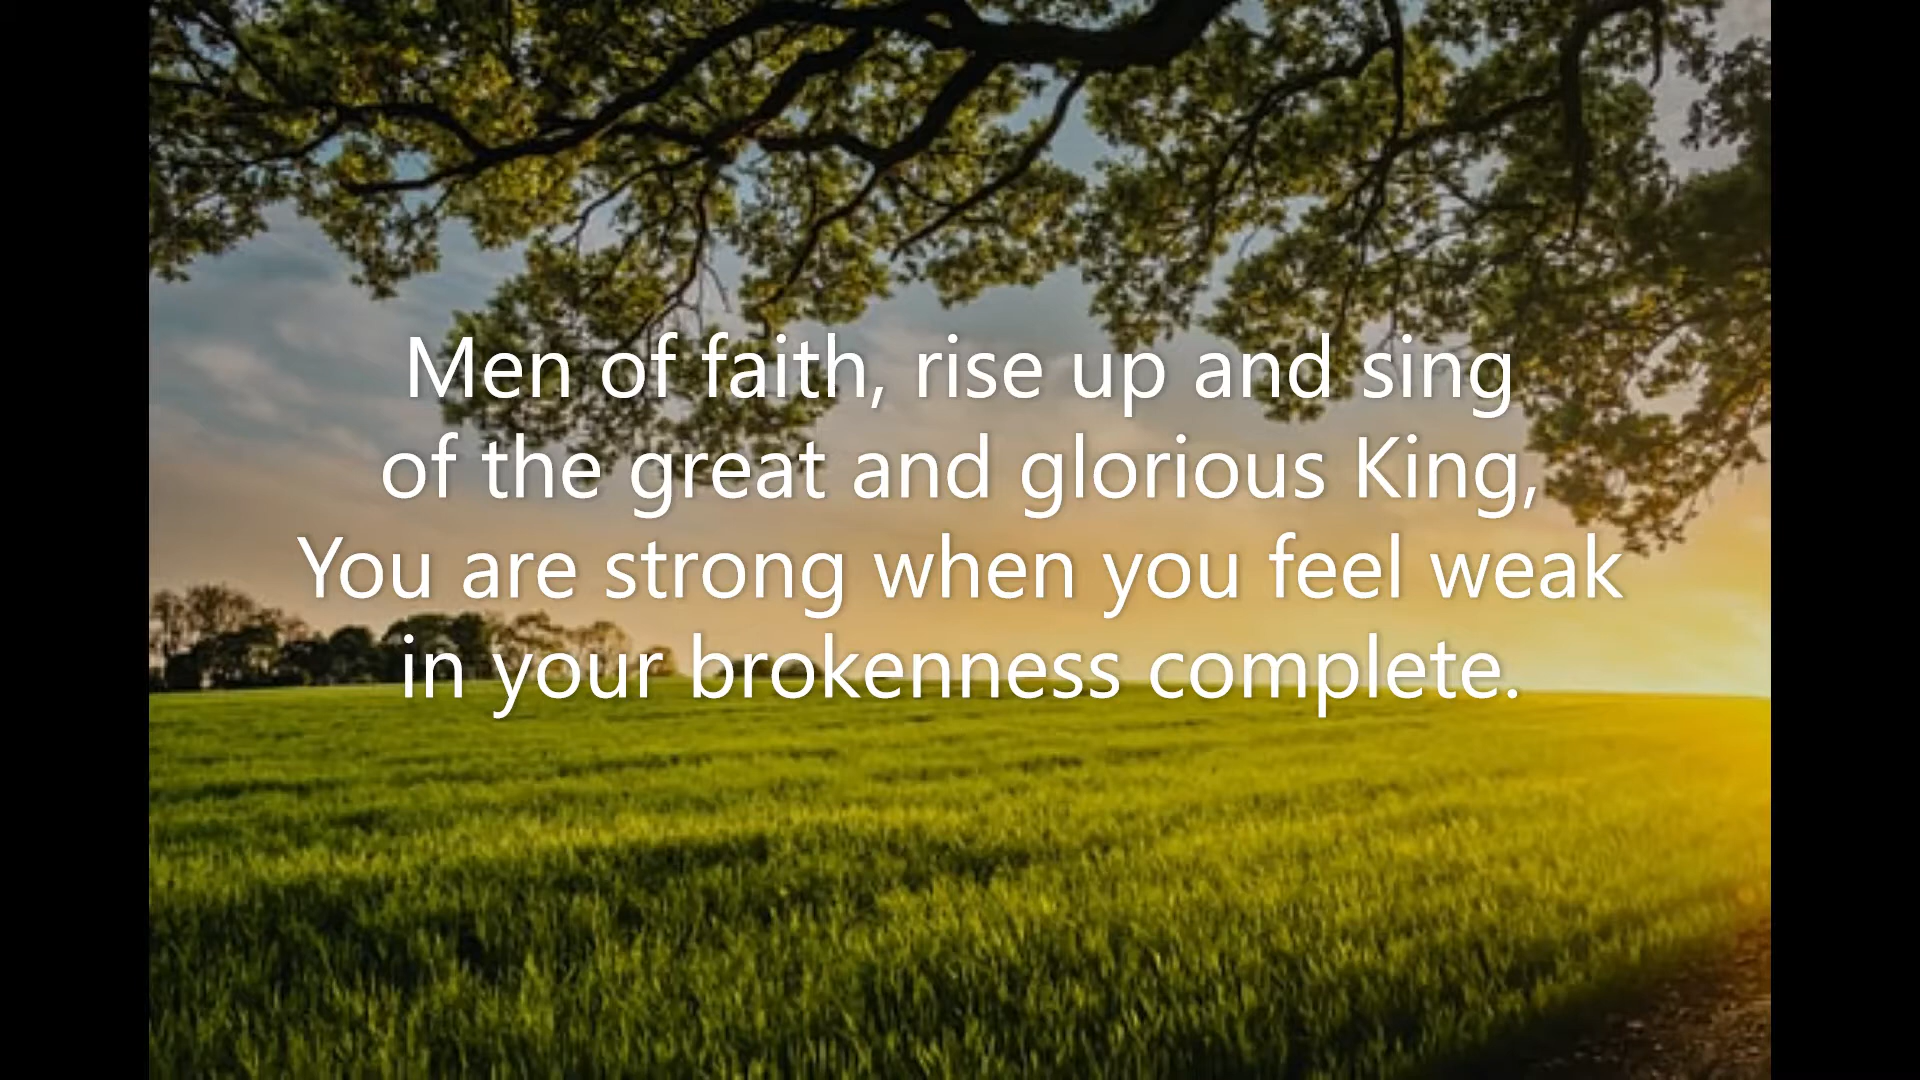 Men of faith, rise up and sing
of the great and glorious King,
You are strong when you feel weak
in your brokenness complete.